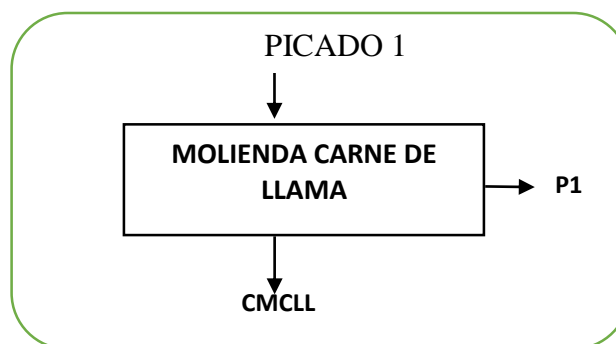 PICADO 1
MOLIENDA CARNE DE
LLAMA
P1
CMCLL